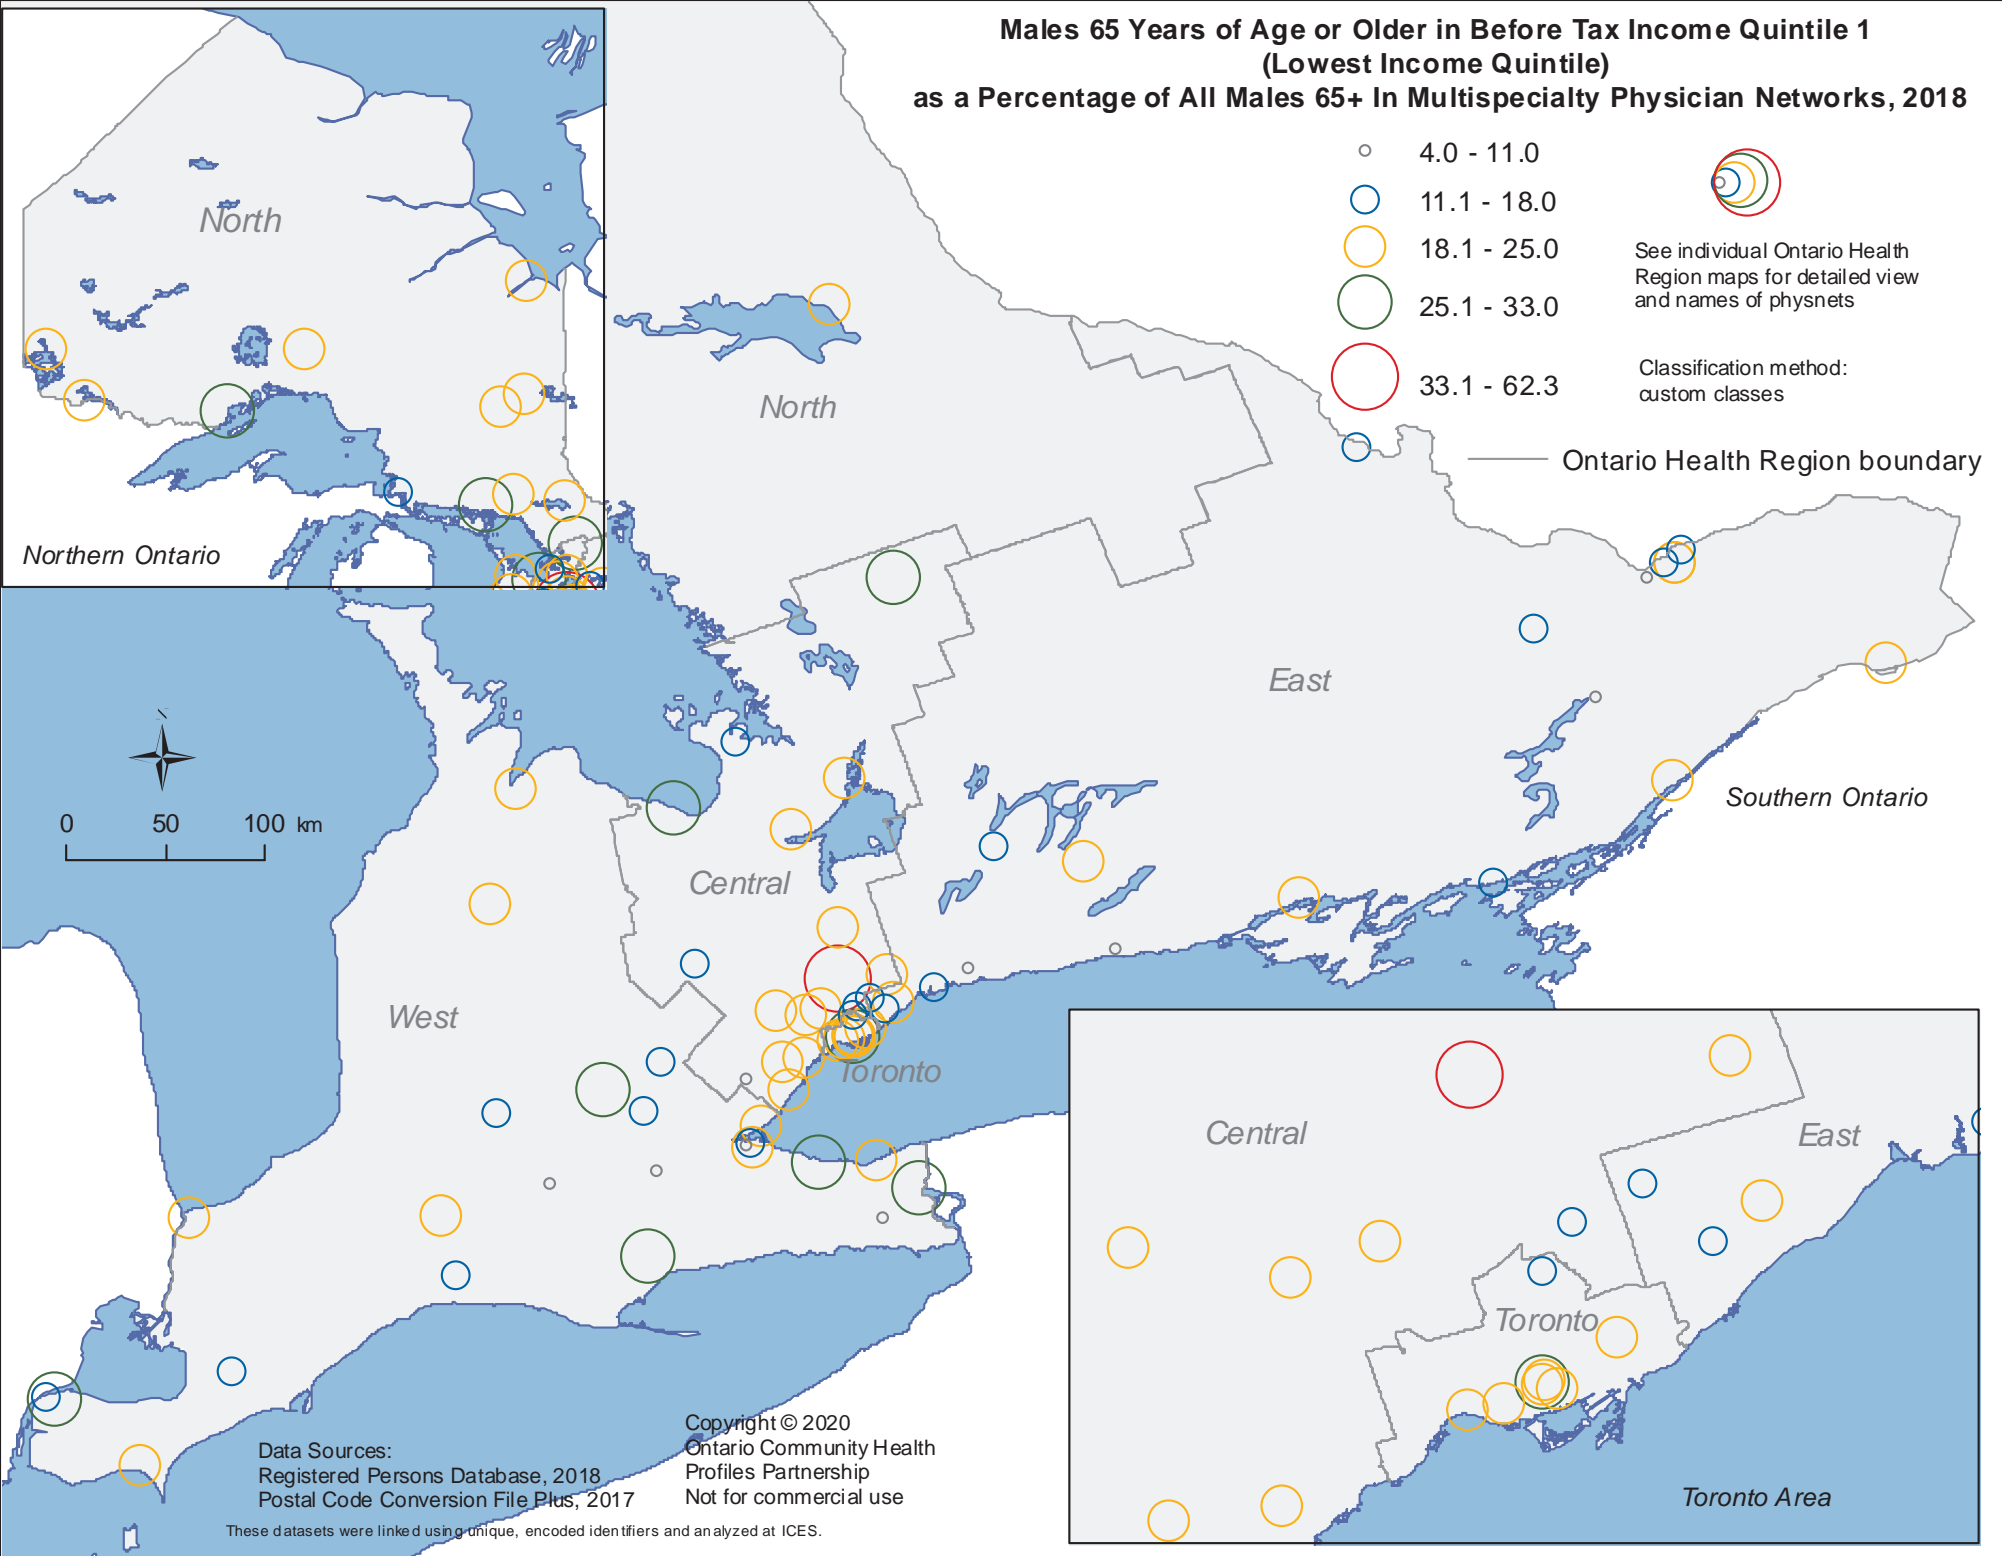 Males 65 Years of Age or Older in Before Tax Income Quintile 1
(Lowest Income Quintile)
as a Percentage of All Males 65+ In Multispecialty Physician Networks, 2018
4.0 - 11.0
11.1 - 18.0
18.1 - 25.0
25.1 - 33.0
33.1 - 62.3
See individual Ontario Health
Region maps for detailed view
and names of physnets
Classification method:
custom classes
Ontario Health Region boundary
North
Northern Ontario
North
East
N
0 50 100 km
Southern Ontario
Central
West
Toronto
Central
East
Toronto
Toronto Area
Data Sources:
Registered Persons Database, 2018
Postal Code Conversion File Plus, 2017
Copyright © 2020
Ontario Community Health
Profiles Partnership
Not for commercial use
These datasets were linked using unique, encoded identifiers and analyzed at ICES.